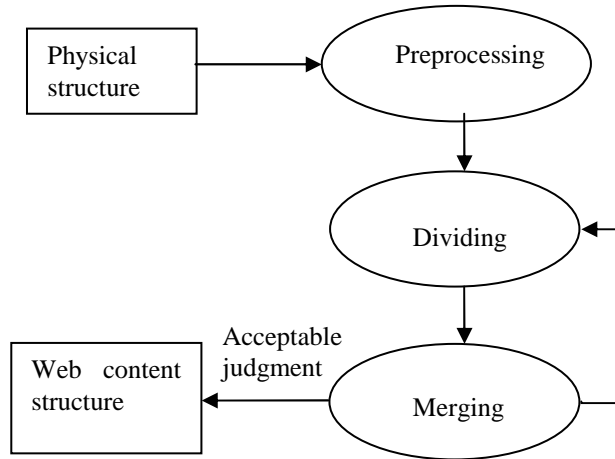 Physical
structure
Preprocessing
Dividing
Acceptable
judgment
Web content
structure
Merging